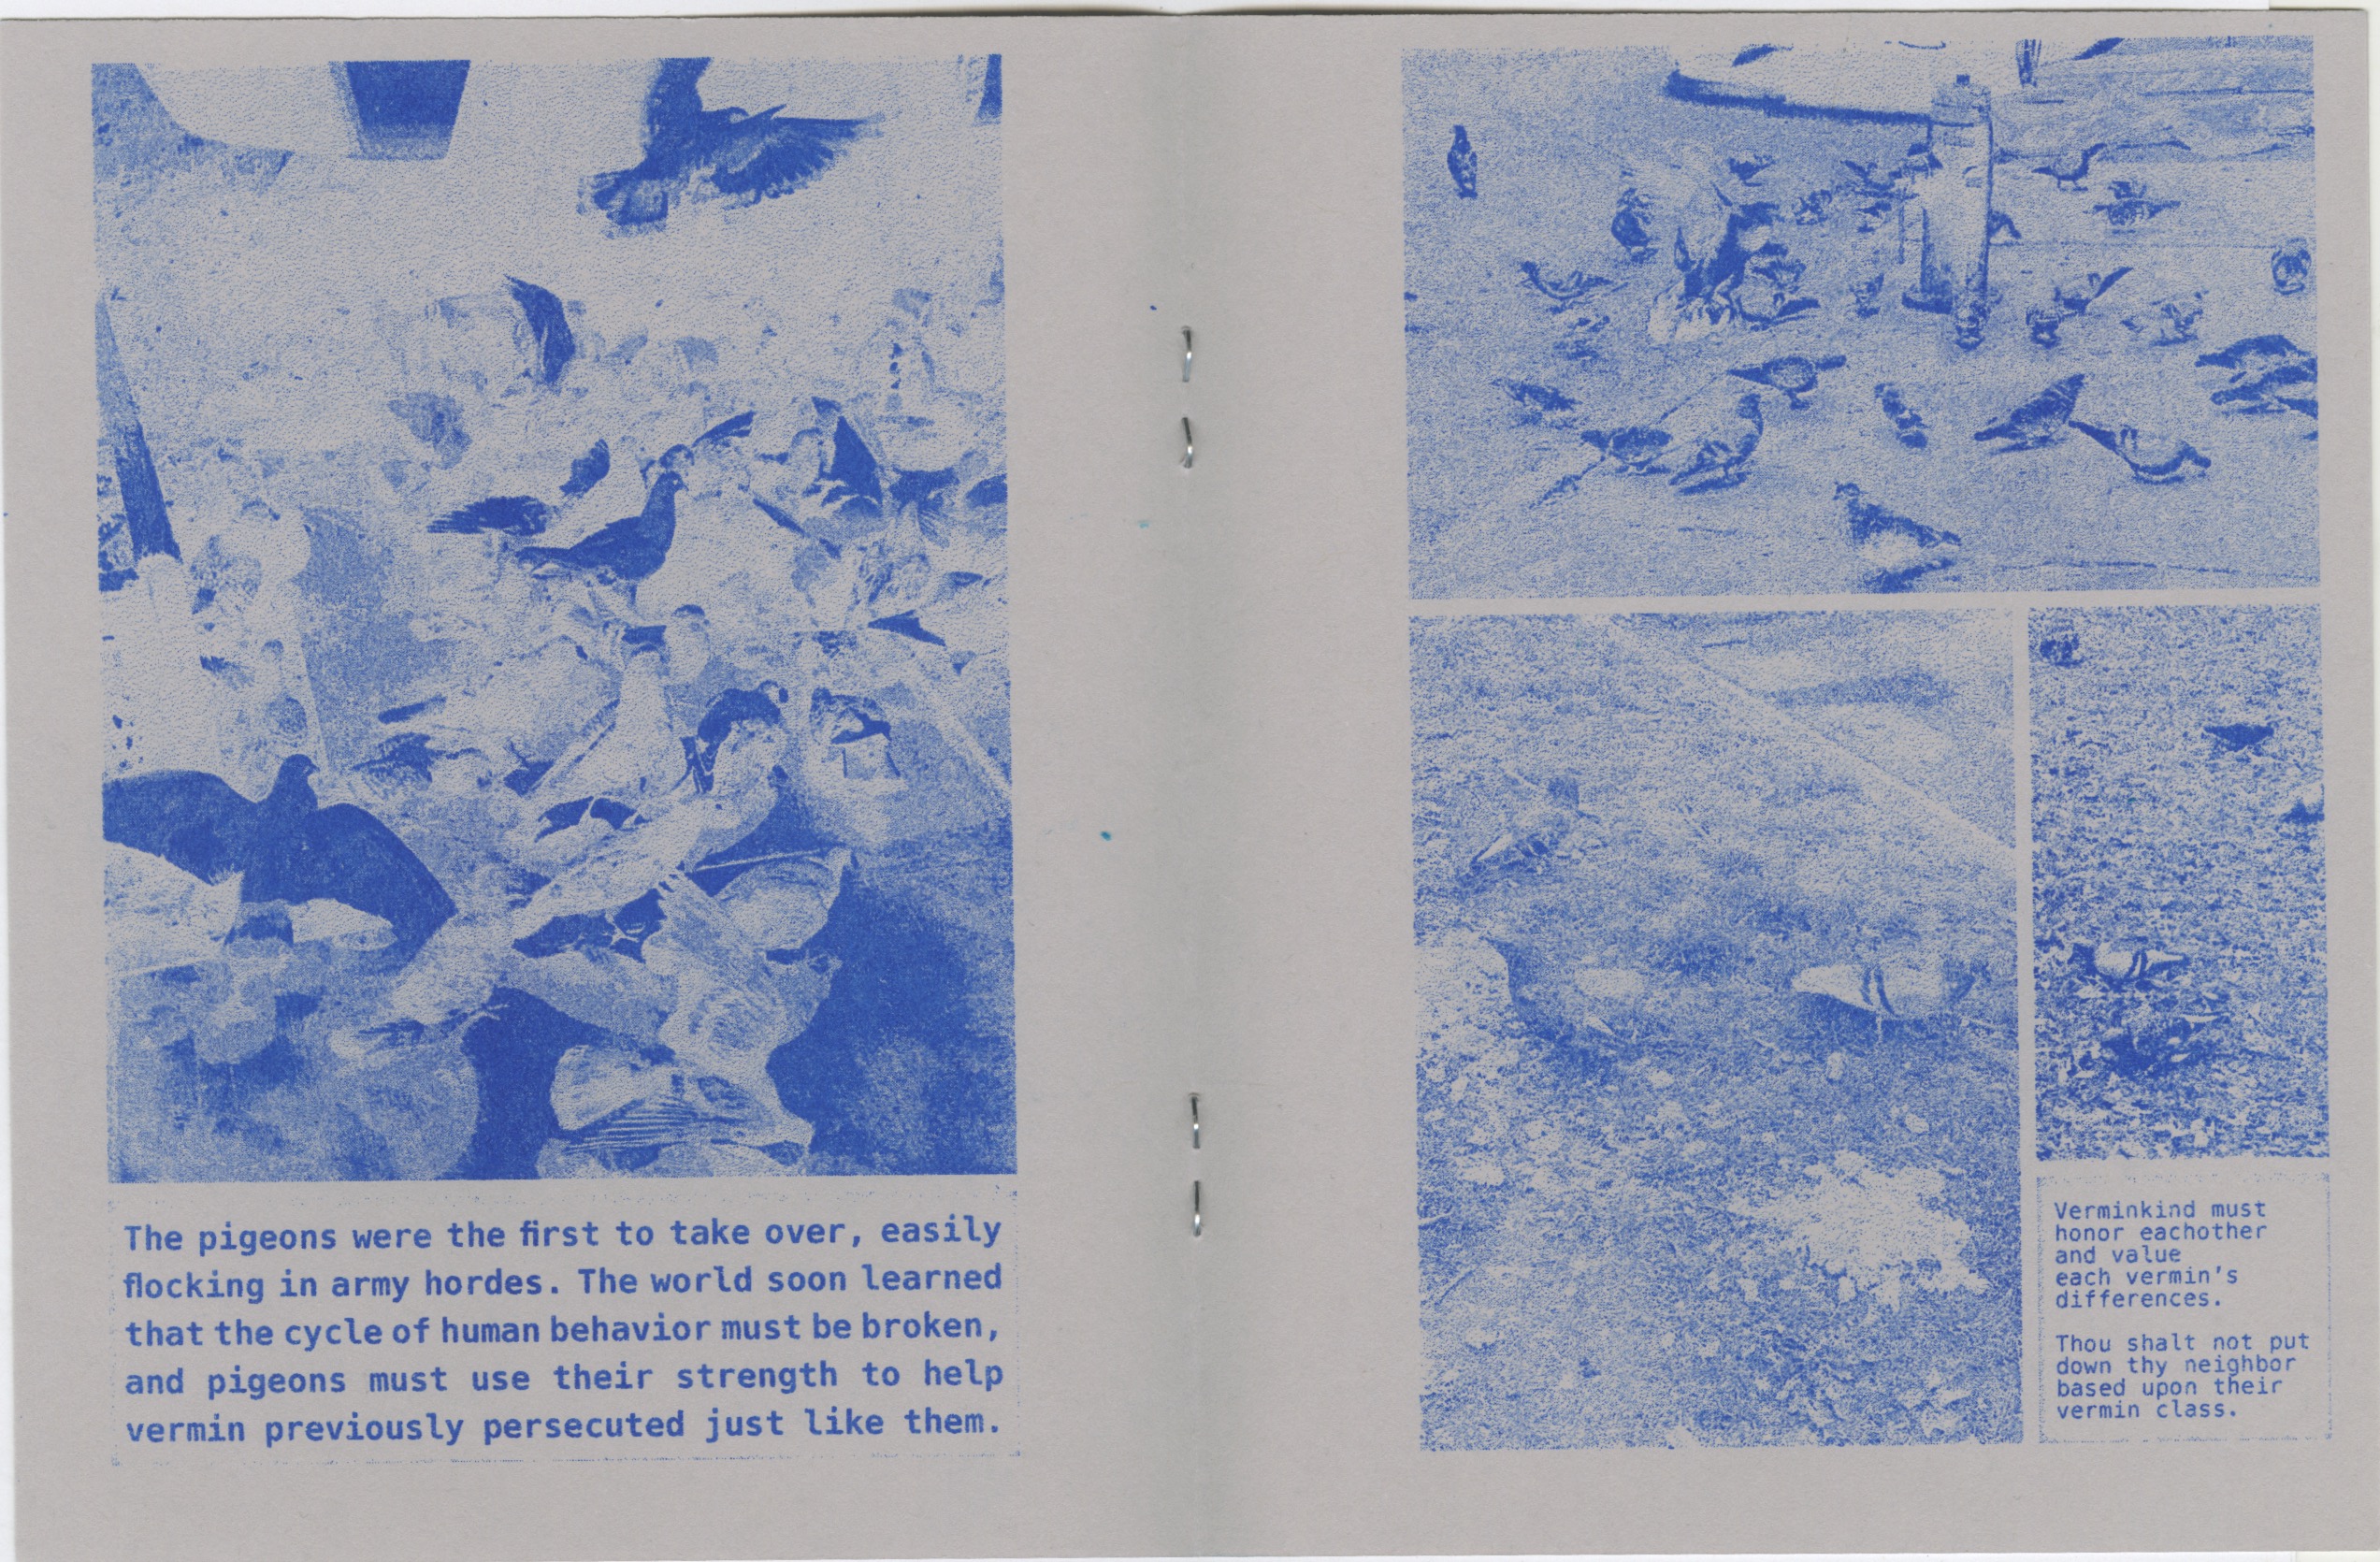 The pigeons were the first to take over, easily
flocking in army hordes. The world soon learned
that the cycle of human behavior must be broken,
and pigeons must use their strength to help
vermin previously persecuted just like them.
Verminkind must
honor eachother
and value
each vermin's
differences.
Thou shalt not put
down thy neighbor
based upon their
vermin class.